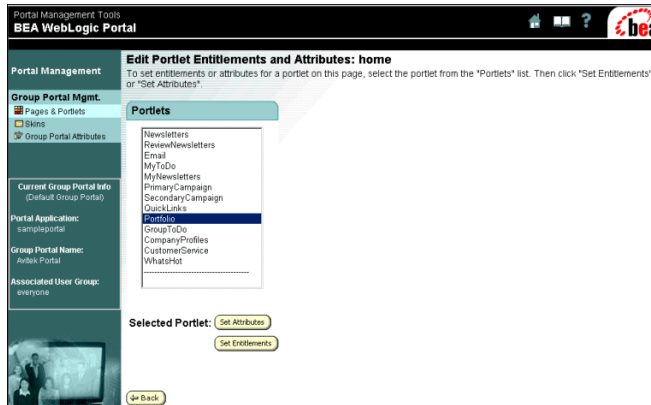 Portal Management Tools
BEA WebLogic Portal
?
bea
Portal Management
Group Portal Mgmt.
Pages & Portlets
Skins
Group Portal Attributes
Current Group Portal Info
(Default Group Portal)
Portal Application:
sampleportal
Group Portal Name:
Avitek Portal
Associated User Group:
everyone
Edit Portlet Entitlements and Attributes: home
To set entitlements or attributes for a portlet on this page, select the portlet from the "Portlets" list. Then click "Set Entitlements"
or "Set Attributes".
Portlets
Newsletters
ReviewNewsletters
Email
MyToDo
MyNewsletters
PrimaryCampaign
SecondaryCampaign
QuickLinks
Portfolio
GroupToDo
CompanyProfiles
CustomerService
WhatsHot
------------------------------------
Selected Portlet: Set Attributes
Set Entitlements
Back